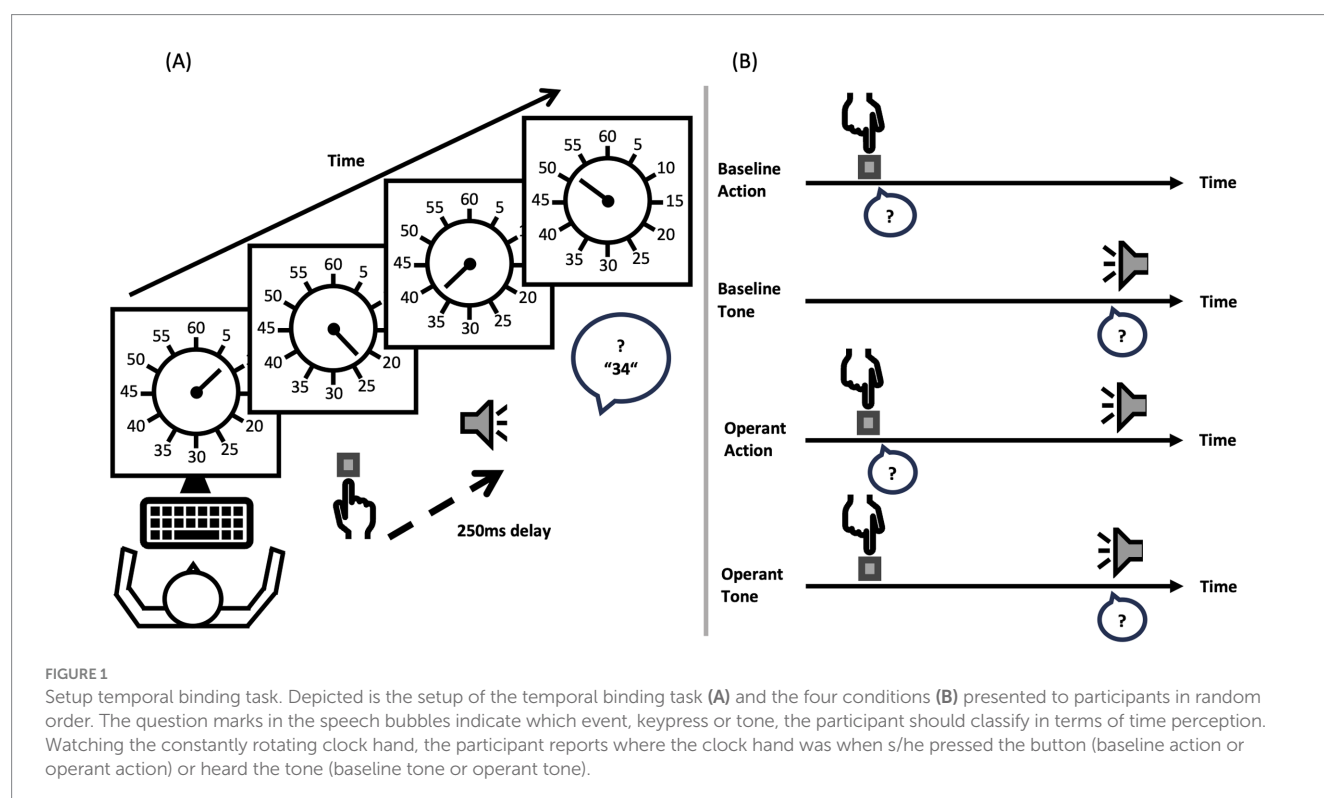 (A)
Time
60
55
5
50
10
45
15
40
20
35
25
30
60
55
5
50
45
40
20
35
25
30
60
55
5
50
45
40
20
35
25
30
60
55
5
50
45
40
20
35
25
30
?
"34"
250ms delay
(B)
Baseline
Action
Time
?
Baseline
Tone
Time
?
Operant
Action
Time
?
Operant
Tone
Time
?
FIGURE 1
Setup temporal binding task. Depicted is the setup of the temporal binding task (A) and the four conditions (B) presented to participants in random
order. The question marks in the speech bubbles indicate which event, keypress or tone, the participant should classify in terms of time perception.
Watching the constantly rotating clock hand, the participant reports where the clock hand was when s/he pressed the button (baseline action or
operant action) or heard the tone (baseline tone or operant tone).